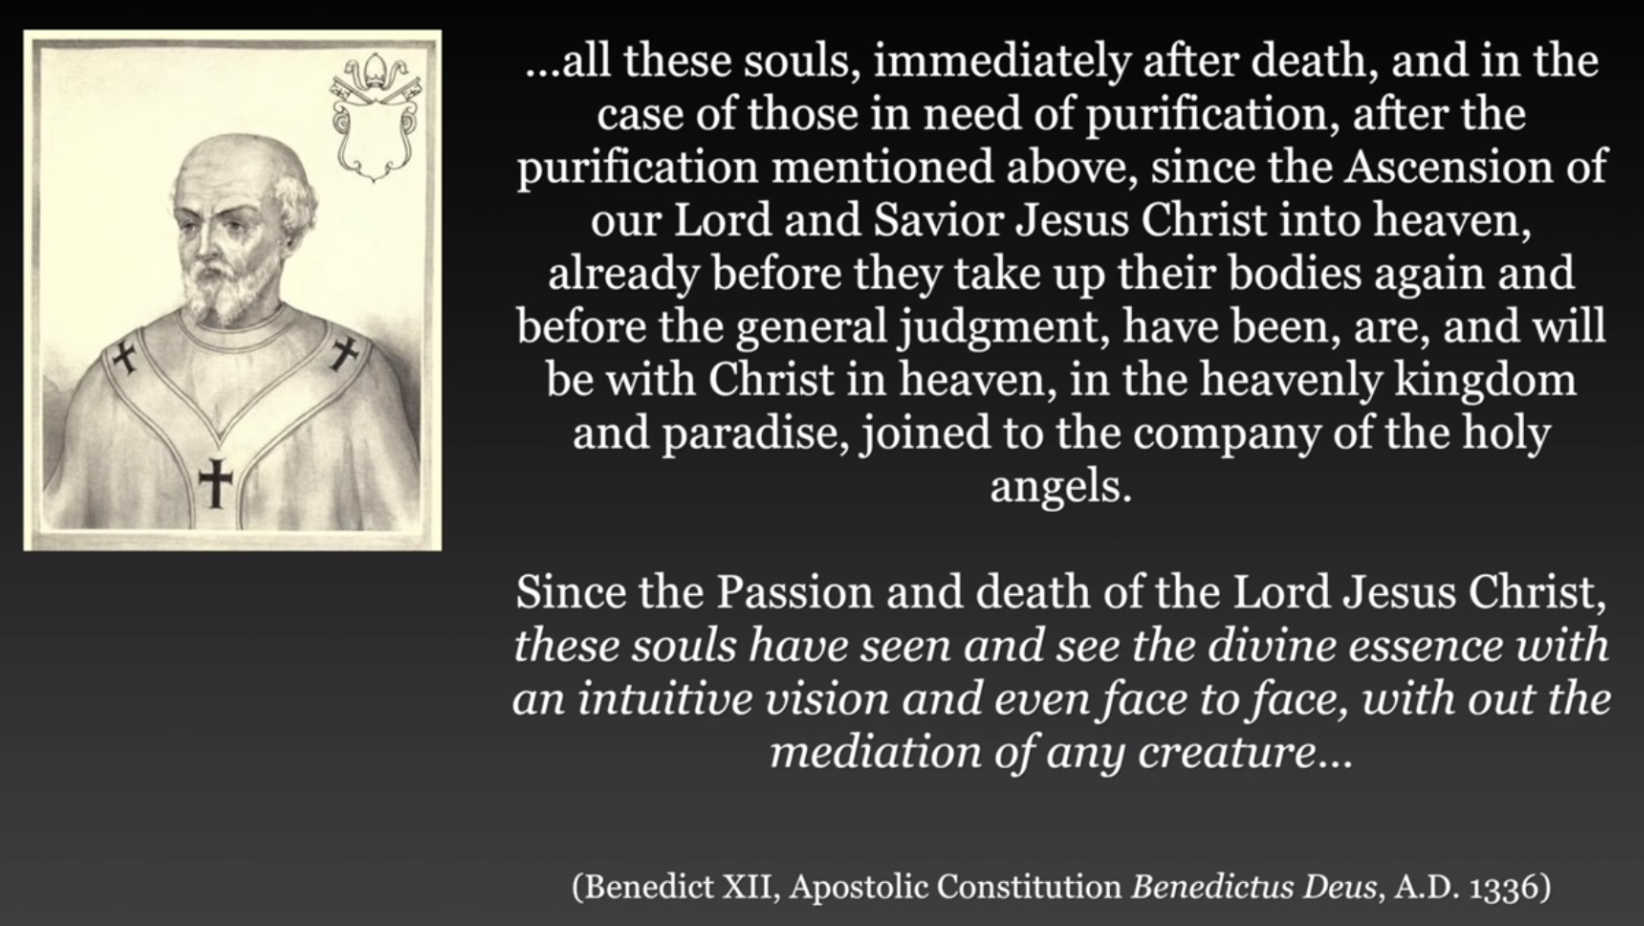 ...all these souls, immediately after death, and in the
case of those in need of purification, after the
purification mentioned above, since the Ascension of
our Lord and Savior Jesus Christ into heaven,
already before they take up their bodies again and
before the general judgment, have been, are, and will
be with Christ in heaven, in the heavenly kingdom
and paradise, joined to the company of the holy
angels.
Since the Passion and death of the Lord Jesus Christ,
these souls have seen and see the divine essence with
an intuitive vision and even face to face, with out the
mediation of any creature...
(Benedict XII, Apostolic Constitution Benedictus Deus, A.D. 1336)